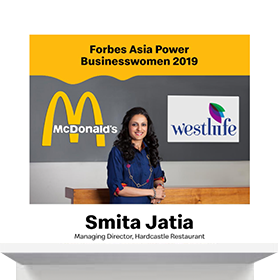 Forbes Asia Power
Businesswomen 2019
McDonald's
westlife
Smita Jatia
Managing Director, Hardcastle Restaurant